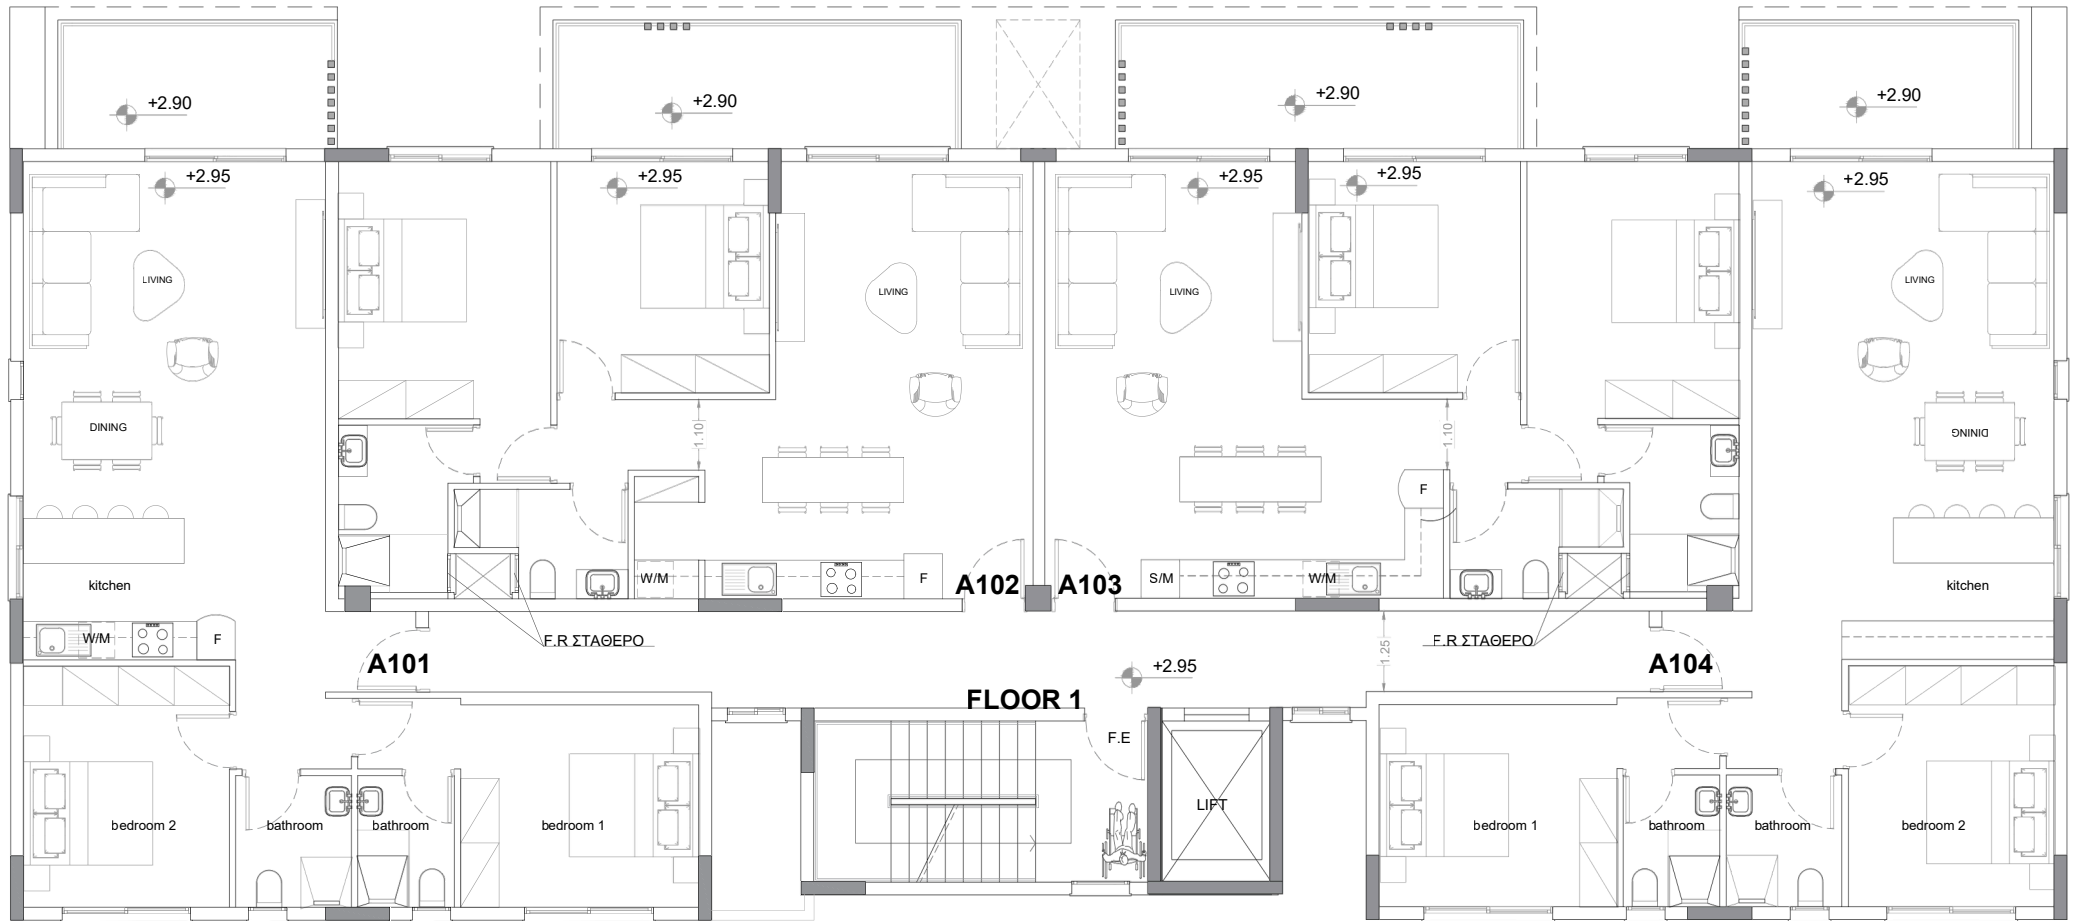 +2.90
+2.90
+2.90
+2.90
+2.95
+2.95
+2.95
+2.95
+2.95
LIVING
LIVING
LIVING
LIVING
DINING
1.10
1.10
DINING
F
kitchen
W/M
F
A102
A103
S/M
W/M
kitchen
W/M
F
F.R ΣΤΑΘΕΡΟ
F.R ΣΤΑΘΕΡΟ
A101
+2.95
1.25
A104
FLOOR 1
F.E
LIFT
bedroom 2
bathroom
bathroom
bedroom 1
bedroom 1
bathroom
bathroom
bedroom 2